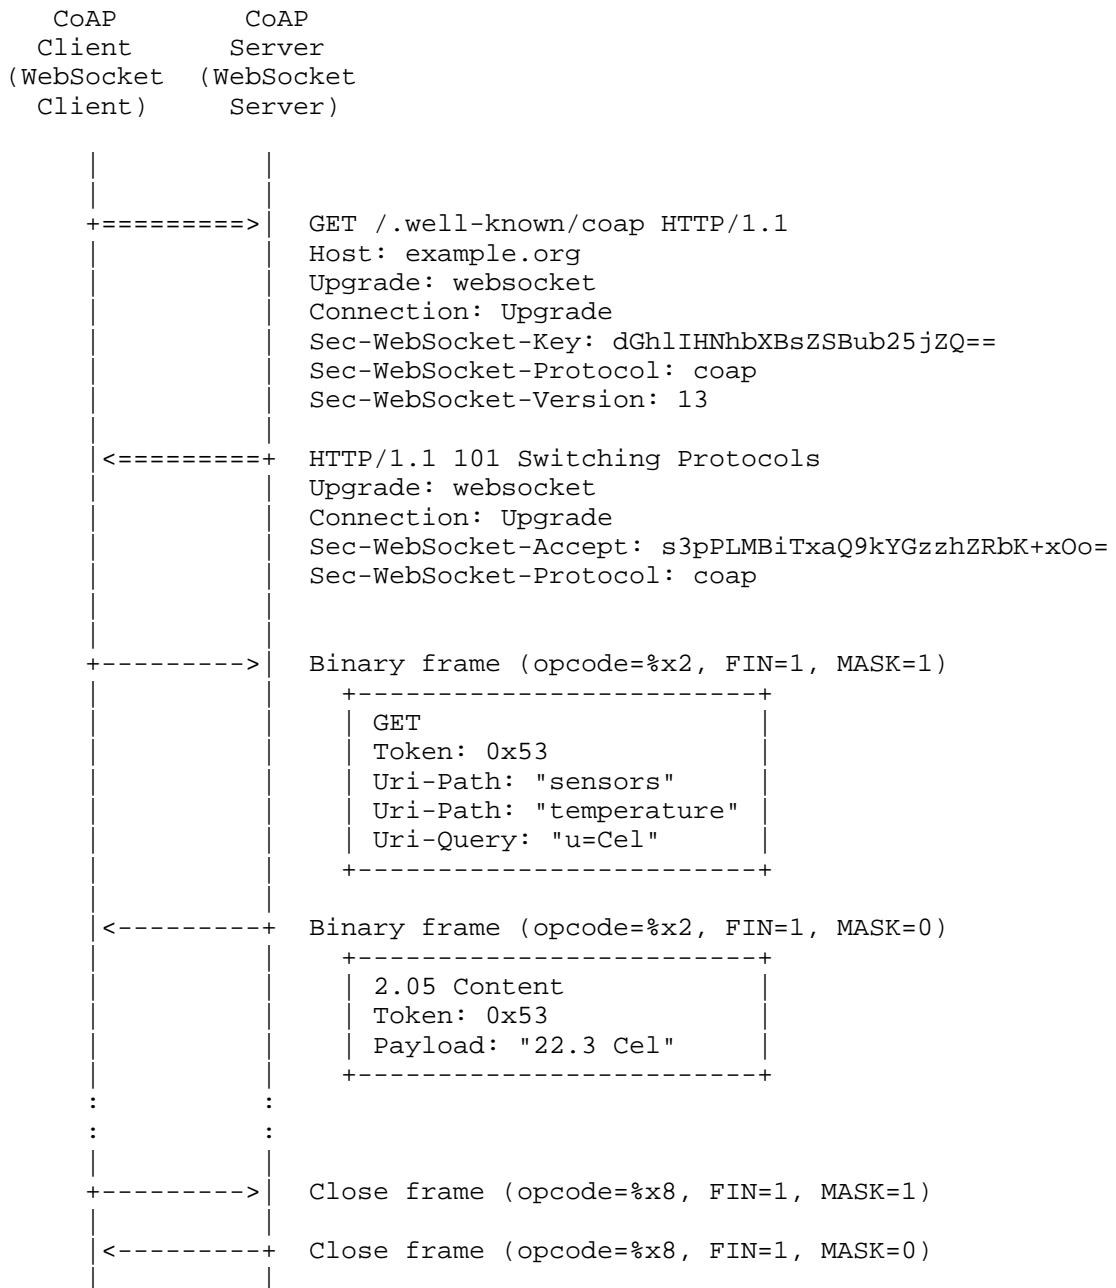 CoAP CoAP
Client Server
(WebSocket (WebSocket
Client) Server)
GET /.well-known/coap HTTP/1.1
Host: example.org
Upgrade: websocket
Connection: Upgrade
Sec-WebSocket-Key: dGhlIHNhbXBsZSBub25jZQ==
Sec-WebSocket-Protocol: coap
Sec-WebSocket-Version: 13
HTTP/1.1 101 Switching Protocols
Upgrade: websocket
Connection: Upgrade
Sec-WebSocket-Accept: s3pPLMBiTxaQ9kYGzzhZRbK+xOo=
Sec-WebSocket-Protocol: coap
Binary frame (opcode=%x2, FIN=1, MASK=1)
GET
Token: 0x53
Uri-Path: "sensors"
Uri-Path: "temperature"
Uri-Query: "u=Cel"
Binary frame (opcode=%x2, FIN=1, MASK=0)
2.05 Content
Token: 0x53
Payload: "22.3 Cel"
Close frame (opcode=%x8, FIN=1, MASK=1)
Close frame (opcode=%x8, FIN=1, MASK=0)